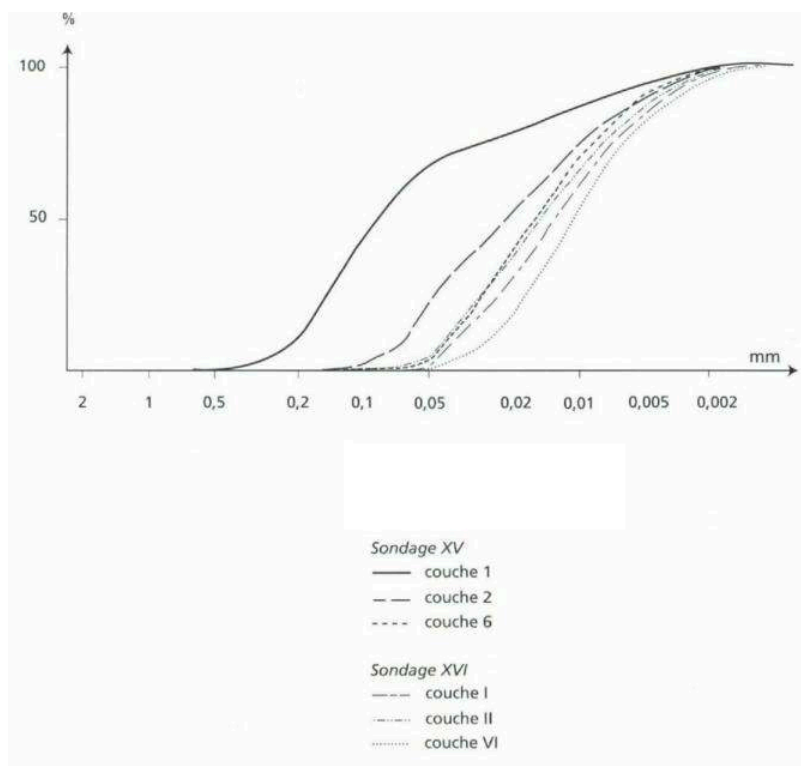 %
100
50
mm
2 1 0,5 0,2 0,1 0,05 0,02 0,01 0,005 0,002
Sondage XV
couche 1
couche 2
couche 6
Sondage XVI
couche I
couche II
couche VI